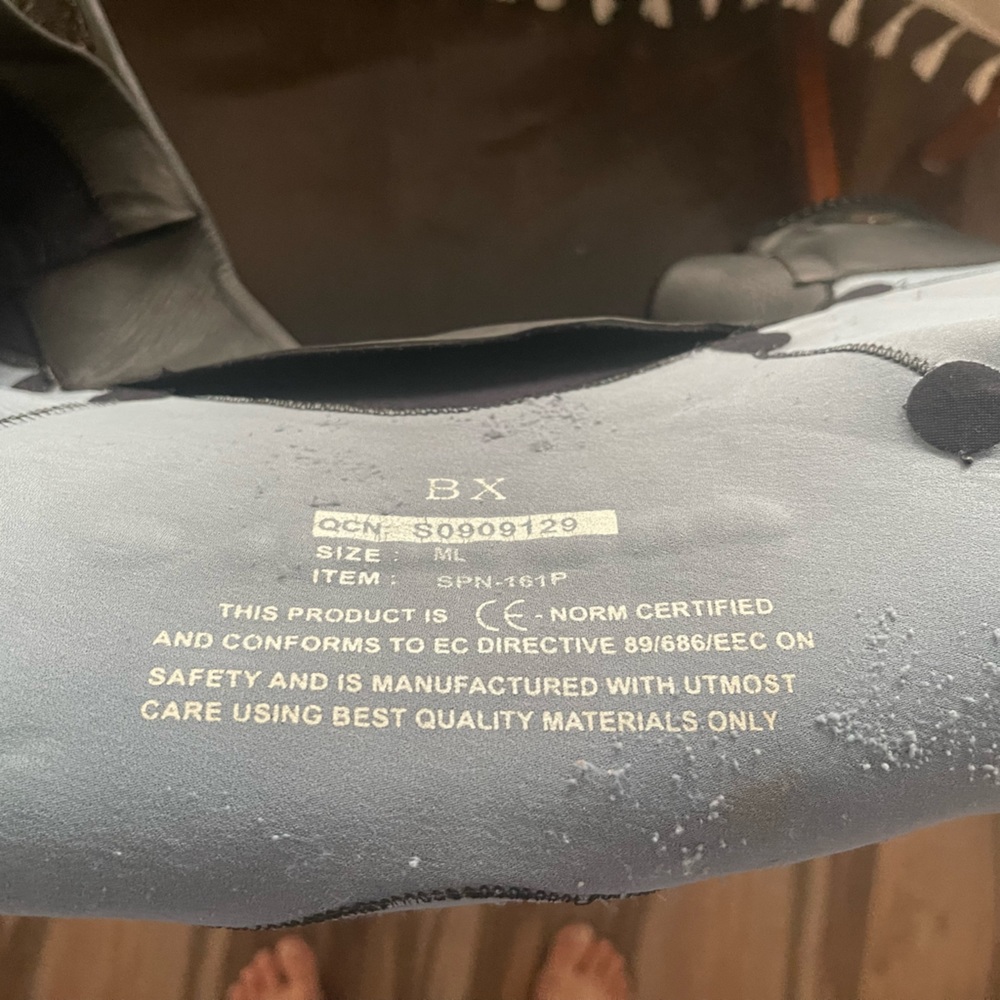 BX
QCN: S0909129
SIZE : ML
ITEM : SPN-161P
THIS PRODUCT IS CE - NORM CERTIFIED
AND CONFORMS TO EC DIRECTIVE 89/686/EEC ON
SAFETY AND IS MANUFACTURED WITH UTMOST
CARE USING BEST QUALITY MATERIALS ONLY